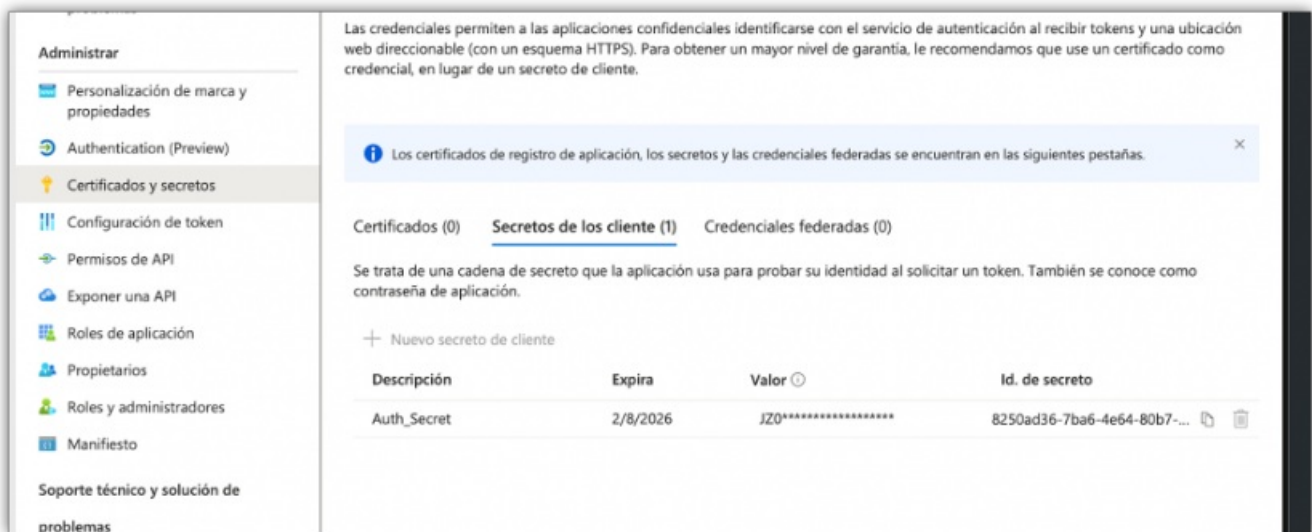 Administrar
Personalización de marca y
propiedades
Authentication (Preview)
Certificados y secretos
Configuración de token
Permisos de API
Exponer una API
Roles de aplicación
Propietarios
Roles y administradores
Manifiesto
Soporte técnico y solución de
problemas
Las credenciales permiten a las aplicaciones confidenciales identificarse con el servicio de autenticación al recibir tokens y una ubicación
web direccionable (con un esquema HTTPS). Para obtener un mayor nivel de garantía, le recomendamos que use un certificado como
credencial, en lugar de un secreto de cliente.
Los certificados de registro de aplicación, los secretos y las credenciales federadas se encuentran en las siguientes pestañas.
Certificados (0) Secretos de los cliente (1) Credenciales federadas (0)
Se trata de una cadena de secreto que la aplicación usa para probar su identidad al solicitar un token. También se conoce como
contraseña de aplicación.
Nuevo secreto de cliente
Descripción Expira Valor Id. de secreto
Auth_Secret 2/8/2026 JZ0****************** 8250ad36-7ba6-4e64-80b7-...